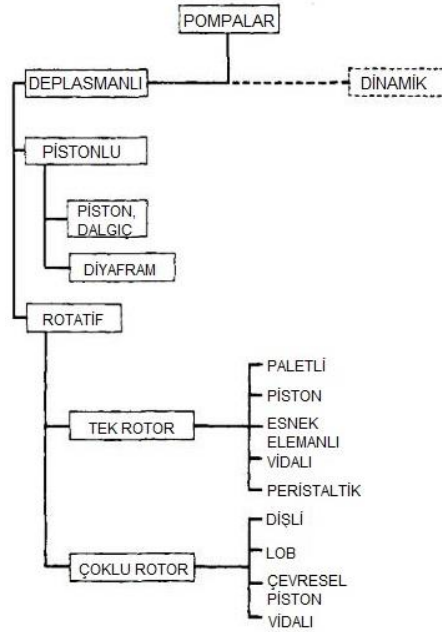 POMPALAR
DEPLASMANLI
DİNAMİK
PİSTONLU
PİSTON,
DALGIÇ
DİYAFRAM
ROTATİF
TEK ROTOR
PALETLİ
PİSTON
ESNEK
ELEMANLI
VİDALI
PERİSTALTİK
ÇOKLU ROTOR
DİŞLİ
LOB
ÇEVRESEL
PİSTON
VİDALI